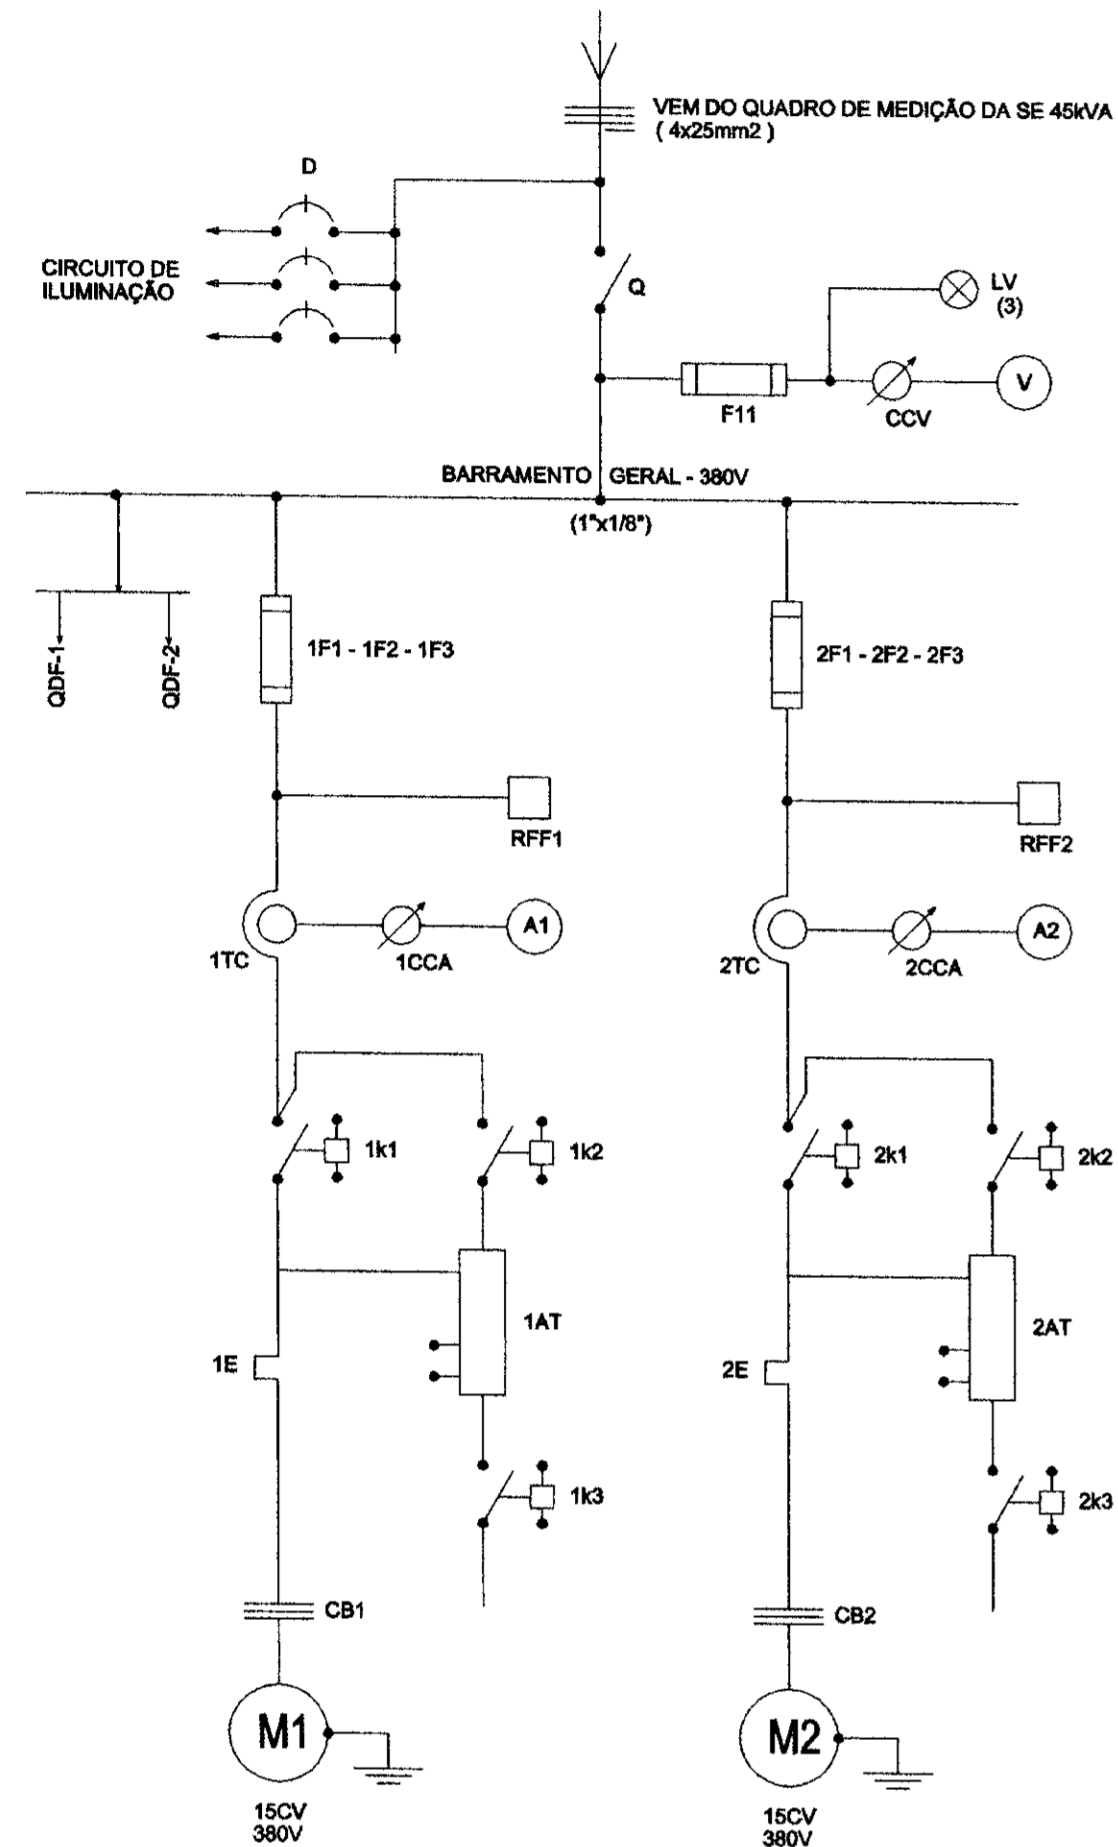 VEM DO QUADRO DE MEDIÇÃO DA SE 45kVA
( 4x25mm2 )
D
CIRCUITO DE
ILUMINAÇÃO
Q
LV
(3)
F11
CCV
V
BARRAMENTO GERAL - 380V
(1"x1/8")
QDF-1
QDF-2
1F1 - 1F2 - 1F3
2F1 - 2F2 - 2F3
RFF1
RFF2
1TC
1CCA
A1
2TC
2CCA
A2
1k1
1k2
2k1
2k2
1AT
2AT
1E
2E
1k3
2k3
CB1
CB2
M1
M2
15CV
380V
15CV
380V